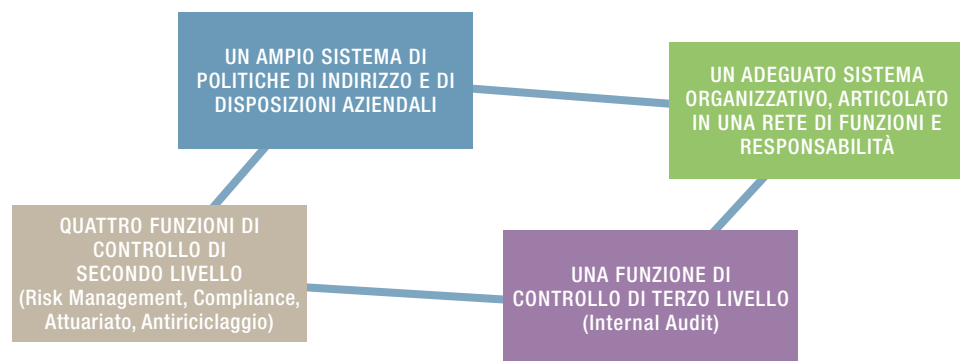 UN AMPIO SISTEMA DI
POLITICHE DI INDIRIZZO E DI
DISPOSIZIONI AZIENDALI
UN ADEGUATO SISTEMA
ORGANIZZATIVO, ARTICOLATO
IN UNA RETE DI FUNZIONI E
RESPONSABILITÀ
QUATTRO FUNZIONI DI
CONTROLLO DI
SECONDO LIVELLO
(Risk Management, Compliance,
Attuariato, Antiriciclaggio)
UNA FUNZIONE DI
CONTROLLO DI TERZO LIVELLO
(Internal Audit)